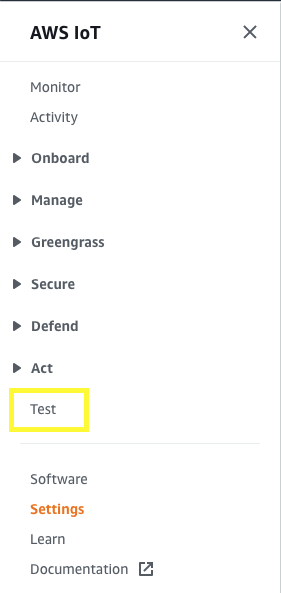 AWS IoT
Monitor
Activity
Onboard
Manage
Greengrass
Secure
Defend
Act
Test
Software
Settings
Learn
Documentation